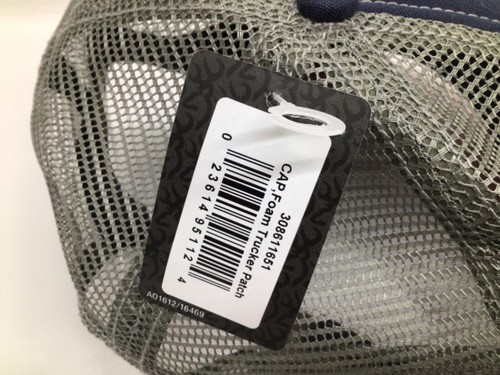 308611651
CAP,Foam Trucker Patch
0 23614 95112 4
A01612/16469